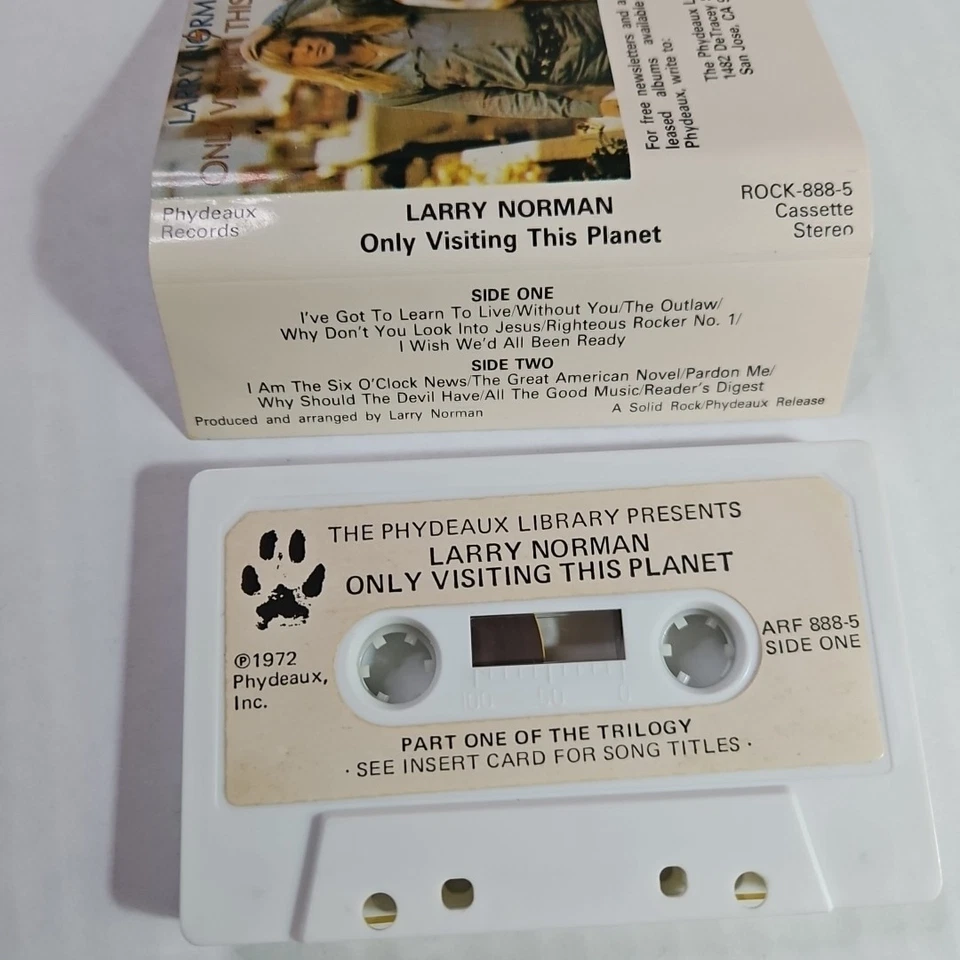 LARRY NORM
ONL VISI THIS
For free newsletters and a
leased albums available
Phydeaux, write to:
The Phydeaux L
1482 DeTracey S
San Jose, CA
Phydeaux
Records
LARRY NORMAN
Only Visiting This Planet
ROCK-888-5
Cassette
Stereo
SIDE ONE
I've Got To Learn To Live/Without You/The Outlaw/
Why Don't You Look Into Jesus/Righteous Rocker No. 1/
I Wish We'd All Been Ready
SIDE TWO
I Am The Six O'Clock News/The Great American Novel/Pardon Me/
Why Should The Devil Have/All The Good Music/Reader's Digest
Produced and arranged by Larry Norman
A Solid Rock/Phydeaux Release
THE PHYDEAUX LIBRARY PRESENTS
LARRY NORMAN
ONLY VISITING THIS PLANET
ARF 888-5
SIDE ONE
℗1972
Phydeaux,
Inc.
100 50 0
PART ONE OF THE TRILOGY
· SEE INSERT CARD FOR SONG TITLES ·